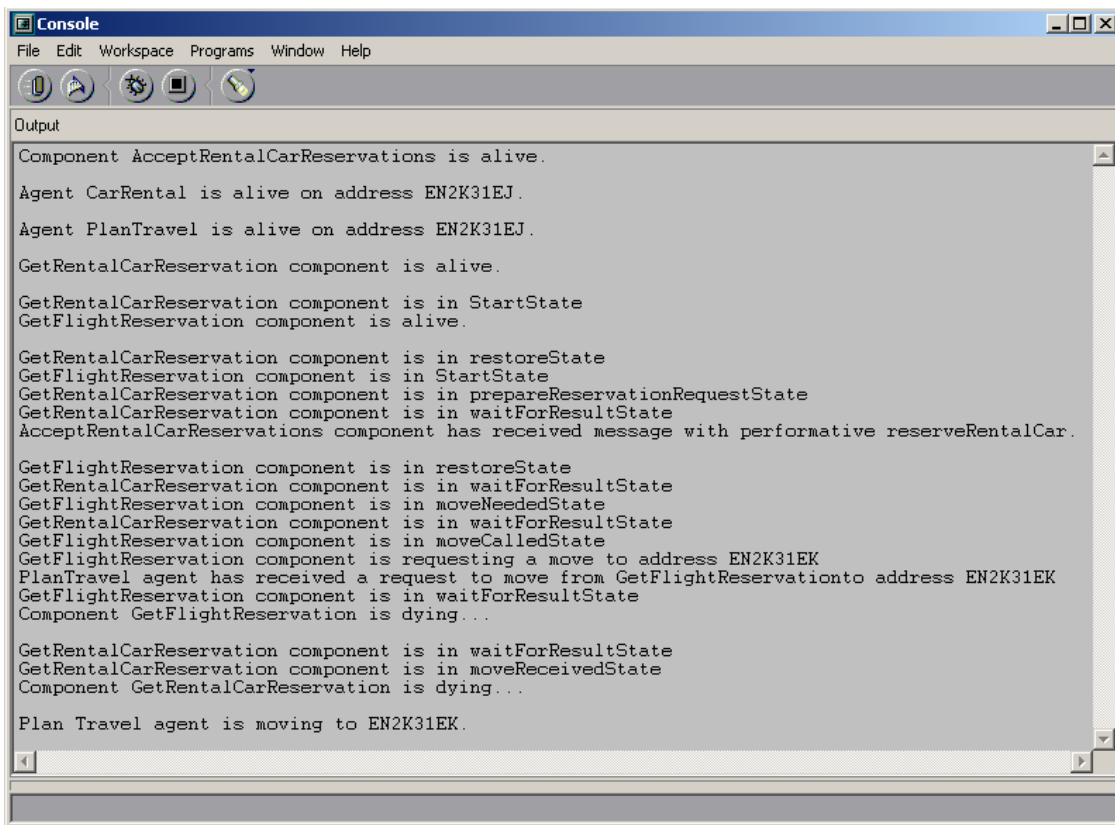 Console
File Edit Workspace Programs Window Help
Output
Component AcceptRentalCarReservations is alive.
Agent CarRental is alive on address EN2K31EJ.
Agent PlanTravel is alive on address EN2K31EJ.
GetRentalCarReservation component is alive.
GetRentalCarReservation component is in StartState
GetFlightReservation component is alive.
GetRentalCarReservation component is in restoreState
GetFlightReservation component is in StartState
GetRentalCarReservation component is in prepareReservationRequestState
GetRentalCarReservation component is in waitForResultState
AcceptRentalCarReservations component has received message with performative reserveRentalCar.
GetFlightReservation component is in restoreState
GetRentalCarReservation component is in waitForResultState
GetFlightReservation component is in moveNeededState
GetRentalCarReservation component is in waitForResultState
GetFlightReservation component is in moveCalledState
GetFlightReservation component is requesting a move to address EN2K31EK
PlanTravel agent has received a request to move from GetFlightReservationto address EN2K31EK
GetFlightReservation component is in waitForResultState
Component GetFlightReservation is dying...
GetRentalCarReservation component is in waitForResultState
GetRentalCarReservation component is in moveReceivedState
Component GetRentalCarReservation is dying...
Plan Travel agent is moving to EN2K31EK.